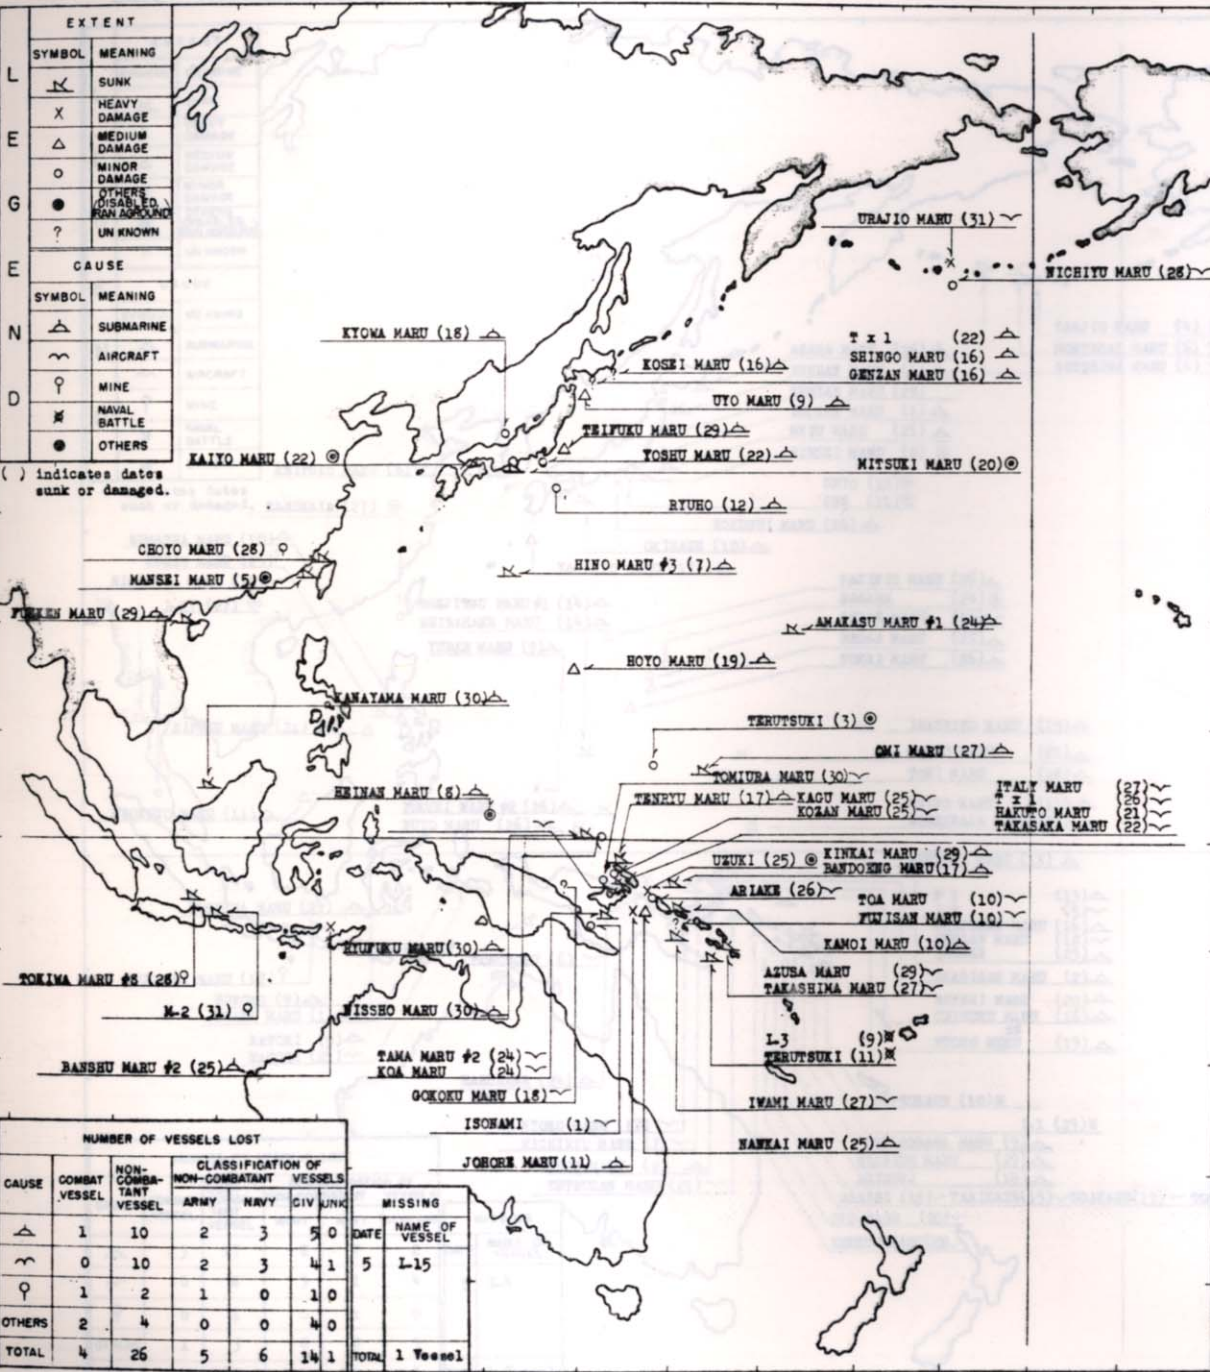 EXTENT
SYMBOL MEANING
SUNK
X HEAVY DAMAGE
MEDIUM DAMAGE
MINOR DAMAGE
OTHERS (DISABLED, RAN AGROUND)
? UN KNOWN
CAUSE
SYMBOL MEANING
SUBMARINE
AIRCRAFT
MINE
NAVAL BATTLE
OTHERS
LEGEND
( ) indicates dates
sunk or damaged.
URAJIO MARU (31)
NICHIYU MARU (28)
KYOWA MARU (18)
T x 1 (22)
SHINGO MARU (16)
GENZAN MARU (16)
KOSEI MARU (16)
UYO MARU (9)
TEIFUKU MARU (29)
YOSHU MARU (22)
KAIYO MARU (22)
MITSUKI MARU (20)
RYUHO (12)
CHOYO MARU (28)
HINO MARU #3 (7)
MANSEI MARU (5)
FUKKEN MARU (29)
AMAKASU MARU #1 (24)
HOYO MARU (19)
KANAYAMA MARU (30)
TERUTSUKI (3)
OMI MARU (27)
TOMIURA MARU (30)
HEINAN MARU (8)
TENRYU MARU (17)
KAGU MARU (25)
KOZAN MARU (25)
ITALY MARU (27)
T x 1 (26)
HAKUTO MARU (21)
TAKASAKA MARU (22)
UZUKI (25)
KINKAI MARU (29)
BANDOENG MARU (17)
ARIAKE (26)
TOA MARU (10)
FUJISAN MARU (10)
RYUFUKU MARU (30)
KAMOI MARU (10)
TOKIWA MARU #8 (28)
AZUSA MARU (29)
TAKASHIMA MARU (27)
M-2 (31)
NISSHO MARU (30)
I-3 (9)
TERUTSUKI (11)
BANSHU MARU #2 (25)
TAMA MARU #2 (24)
KOA MARU (24)
GOKOKU MARU (18)
IWAMI MARU (27)
ISONAMI (1)
NANKAI MARU (25)
JOHORE MARU (11)
NUMBER OF VESSELS LOST
CAUSE COMBAT VESSEL NON-COMBATANT VESSEL CLASSIFICATION OF NON-COMBATANT VESSELS
ARMY NAVY CIV UNK
MISSING
DATE NAME OF VESSEL
1 10 2 3 5 0
0 10 2 3 4 1 5 I-15
1 2 1 0 1 0
OTHERS 2 4 0 0 4 0
TOTAL 4 26 5 6 14 1 TOTAL 1 Vessel